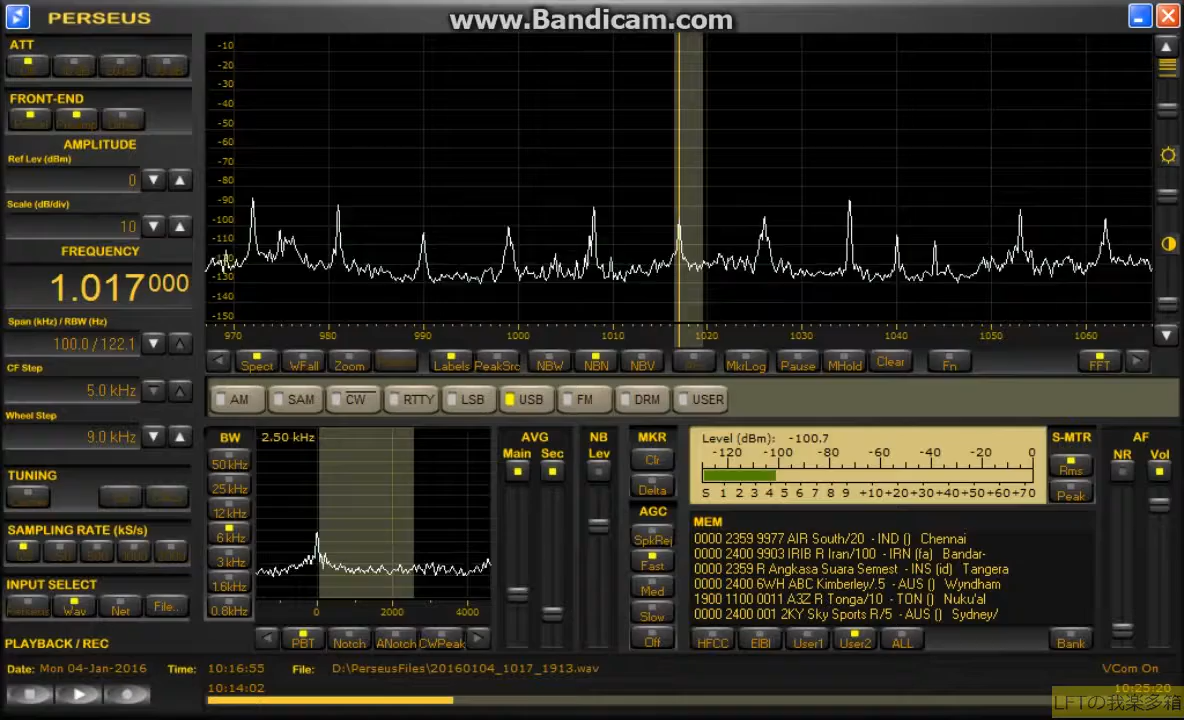 www.Bandicam.com
PERSEUS
ATT
FRONT-END
AMPLITUDE
Ref Lev (dBm)
0
Scale (dB/div)
10
FREQUENCY
1.017000
Span (kHz) / RBW (Hz)
100.0 / 122.1
CF Step
5.0 kHz
Wheel Step
9.0 kHz
TUNING
SAMPLING RATE (kS/s)
INPUT SELECT
Perseus Wav Net File...
PLAYBACK / REC
-10
-20
-30
-40
-50
-60
-70
-80
-90
-100
-110
-120
-130
-140
-150
970 980 990 1000 1010 1020 1030 1040 1050 1060
Spect WFall Zoom Labels PeakSrc NBW NBN NBV MkrLog Pause MHold Clear Fn FFT
AM SAM CW RTTY LSB USB FM DRM USER
BW
50 kHz
25 kHz
12 kHz
6 kHz
3 kHz
1.6kHz
0.8kHz
2.50 kHz
0 2000 4000
PBT Notch ANotch CWPeak
AVG
Main Sec
NB
Lev
MKR
Clr
Delta
AGC
SpkRej
Fast
Med
Slow
Off
Level (dBm): -100.7
-120 -100 -80 -60 -40 -20 0
S 1 2 3 4 5 6 7 8 9 +10+20+30+40+50+60+70
S-MTR
Rms
Peak
AF
NR Vol
MEM
0000 2359 9977 AIR South/20 - IND () Chennai
0000 2400 9903 IRIB R Iran/100 - IRN (fa) Bandar-
0000 2359 R Angkasa Suara Semest - INS (id) Tangera
0000 2400 6WH ABC Kimberley/.5 - AUS () Wyndham
1900 1100 0011 A3Z R Tonga/10 - TON () Nuku'al
0000 2400 001 2KY Sky Sports R/5 - AUS () Sydney/
HFCC EIBI User1 User2 ALL Bank
Date: Mon 04-Jan-2016 Time: 10:16:55 File: D:\PerseusFiles\20160104_1017_1913.wav VCom On
10:14:02 10:25:20
LFTの我楽多箱